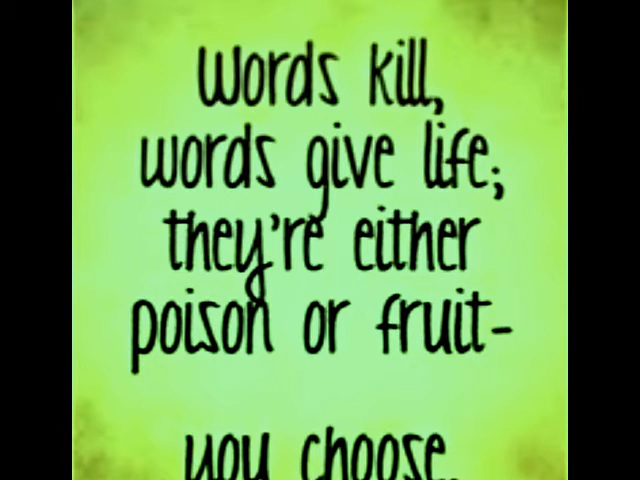 Words kill,
words give life;
they're either
poison or fruit-
you choose.